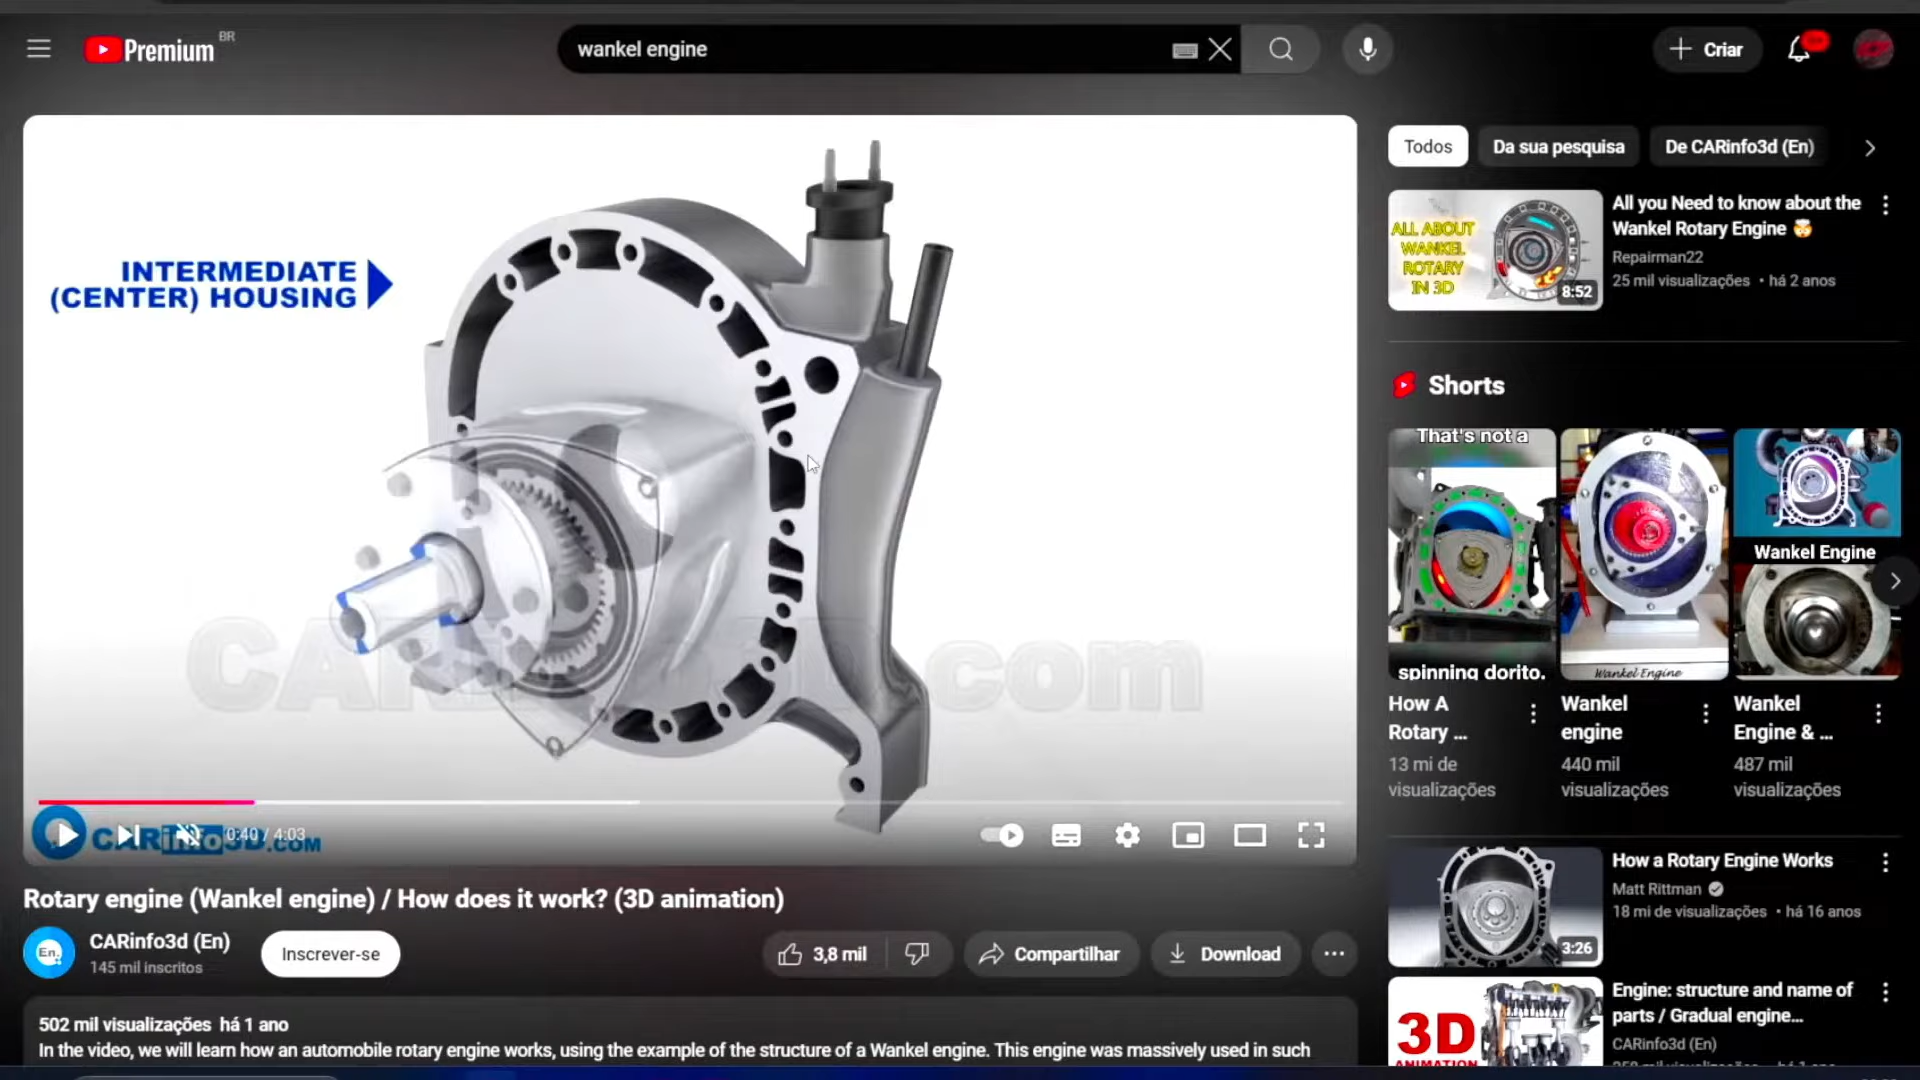 Premium BR
wankel engine
Criar
INTERMEDIATE
(CENTER) HOUSING
CARinfo3D.com
0:40 / 4:03
Rotary engine (Wankel engine) / How does it work? (3D animation)
En.
CARinfo3d (En)
145 mil inscritos
Inscrever-se
3,8 mil
Compartilhar
Download
502 mil visualizações há 1 ano
In the video, we will learn how an automobile rotary engine works, using the example of the structure of a Wankel engine. This engine was massively used in such
Todos
Da sua pesquisa
De CARinfo3d (En)
ALL ABOUT
WANKEL
ROTARY
IN 3D
8:52
All you Need to know about the
Wankel Rotary Engine 🤯
Repairman22
25 mil visualizações • há 2 anos
Shorts
That's not a
spinning dorito.
How A
Rotary ...
13 mi de
visualizações
Wankel Engine
Wankel
engine
440 mil
visualizações
Wankel Engine
Wankel
Engine & ...
487 mil
visualizações
3:26
How a Rotary Engine Works
Matt Rittman
18 mi de visualizações • há 16 anos
3D
ANIMATION
Engine: structure and name of
parts / Gradual engine...
CARinfo3d (En)